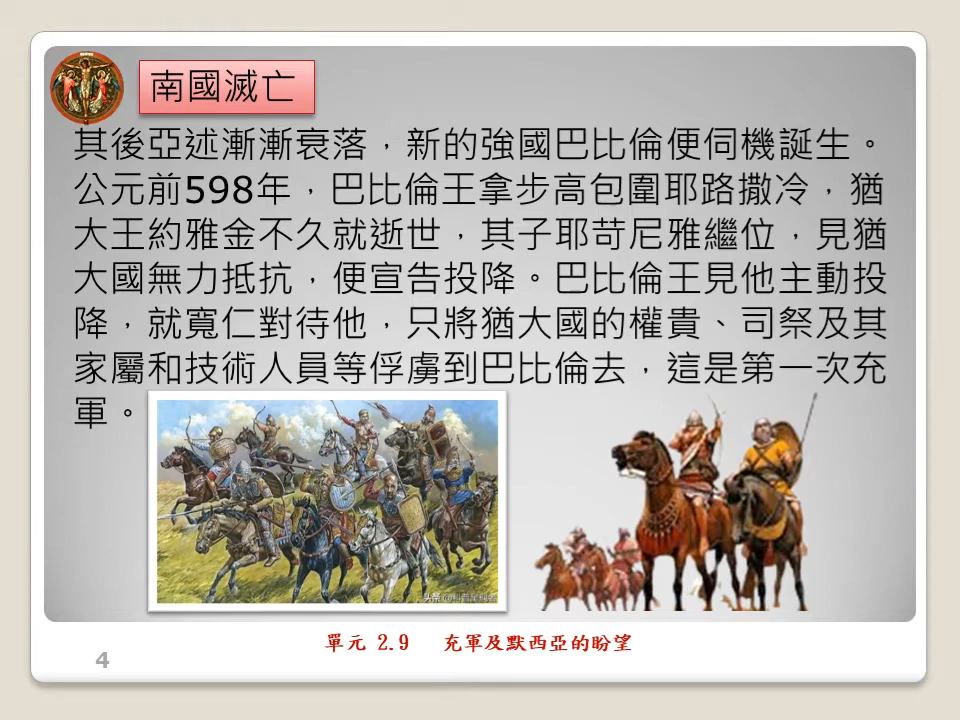 南國滅亡
其後亞述漸漸衰落，新的強國巴比倫便伺機誕生。
公元前598年，巴比倫王拿步高包圍耶路撒冷，猶
大王約雅金不久就逝世，其子耶苛尼雅繼位，見猶
大國無力抵抗，便宣告投降。巴比倫王見他主動投
降，就寬仁對待他，只將猶大國的權貴、司祭及其
家屬和技術人員等俘虜到巴比倫去，這是第一次充
軍。
單元 2.9 充軍及默西亞的盼望
4